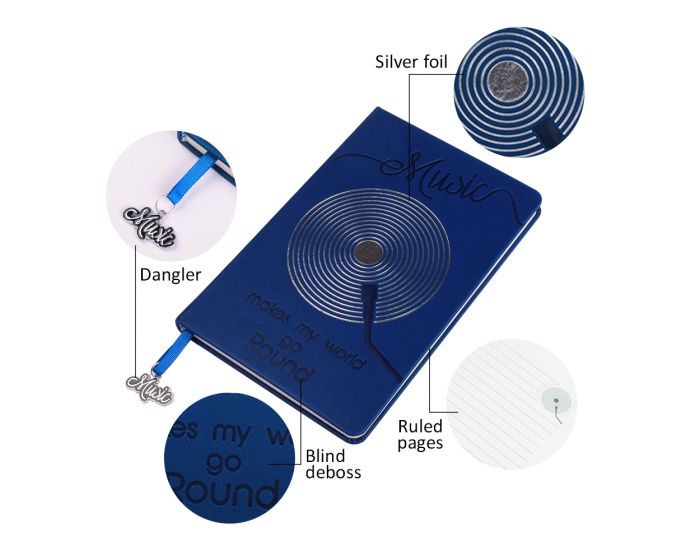 Silver foil
Music
Music
Dangler
makes my world
go
Round
Music
es my wo
go
Round
Blind
deboss
Ruled
pages